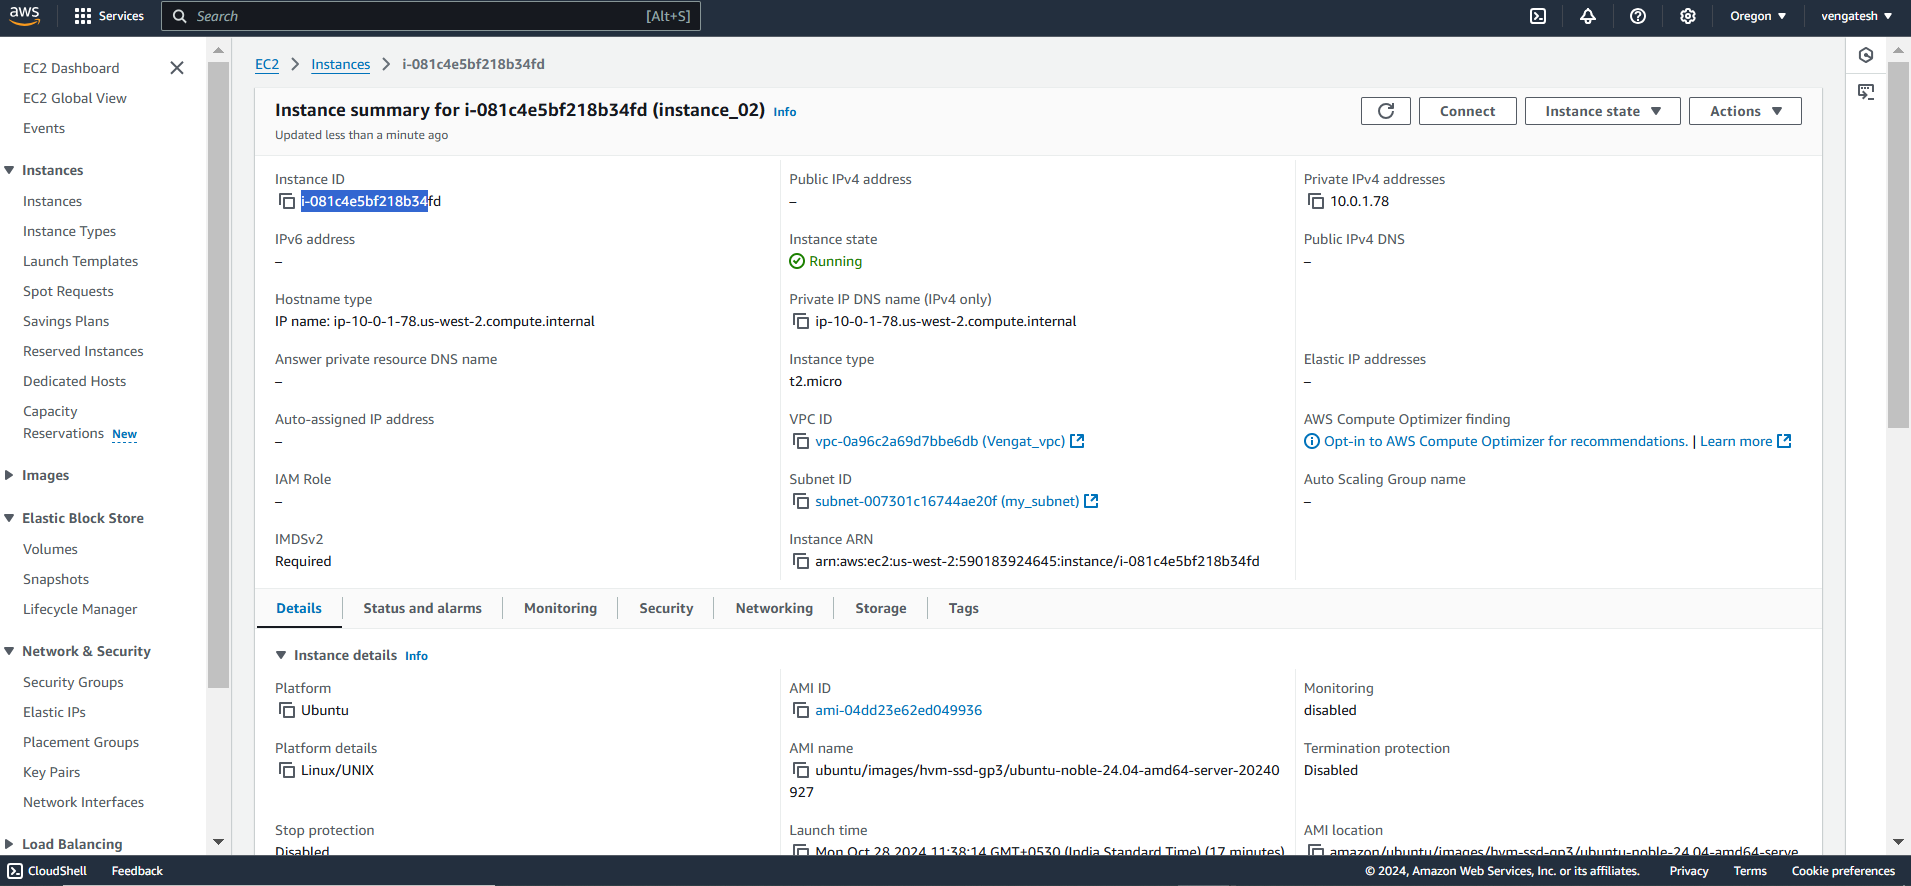 aws
Services
Search [Alt+S]
Oregon
vengatesh
EC2 Dashboard
EC2 Global View
Events
Instances
Instances
Instance Types
Launch Templates
Spot Requests
Savings Plans
Reserved Instances
Dedicated Hosts
Capacity
Reservations New
Images
Elastic Block Store
Volumes
Snapshots
Lifecycle Manager
Network & Security
Security Groups
Elastic IPs
Placement Groups
Key Pairs
Network Interfaces
Load Balancing
EC2 > Instances > i-081c4e5bf218b34fd
Instance summary for i-081c4e5bf218b34fd (instance_02) Info
Updated less than a minute ago
Connect
Instance state
Actions
Instance ID
i-081c4e5bf218b34fd
Public IPv4 address
–
Private IPv4 addresses
10.0.1.78
IPv6 address
–
Instance state
Running
Public IPv4 DNS
–
Hostname type
IP name: ip-10-0-1-78.us-west-2.compute.internal
Private IP DNS name (IPv4 only)
ip-10-0-1-78.us-west-2.compute.internal
Answer private resource DNS name
–
Instance type
t2.micro
Elastic IP addresses
–
Auto-assigned IP address
–
VPC ID
vpc-0a96c2a69d7bbe6db (Vengat_vpc)
AWS Compute Optimizer finding
Opt-in to AWS Compute Optimizer for recommendations. | Learn more
IAM Role
–
Subnet ID
subnet-007301c16744ae20f (my_subnet)
Auto Scaling Group name
–
IMDSv2
Required
Instance ARN
arn:aws:ec2:us-west-2:590183924645:instance/i-081c4e5bf218b34fd
Details
Status and alarms
Monitoring
Security
Networking
Storage
Tags
Instance details Info
Platform
Ubuntu
AMI ID
ami-04dd23e62ed049936
Monitoring
disabled
Platform details
Linux/UNIX
AMI name
ubuntu/images/hvm-ssd-gp3/ubuntu-noble-24.04-amd64-server-20240
927
Termination protection
Disabled
Stop protection
Disabled
Launch time
Mon Oct 28 2024 11:38:14 GMT+0530 (India Standard Time) (17 minutes)
AMI location
amazon/ubuntu/images/hvm-ssd-gp3/ubuntu-noble-24.04-amd64-serve
CloudShell
Feedback
© 2024, Amazon Web Services, Inc. or its affiliates.
Privacy
Terms
Cookie preferences